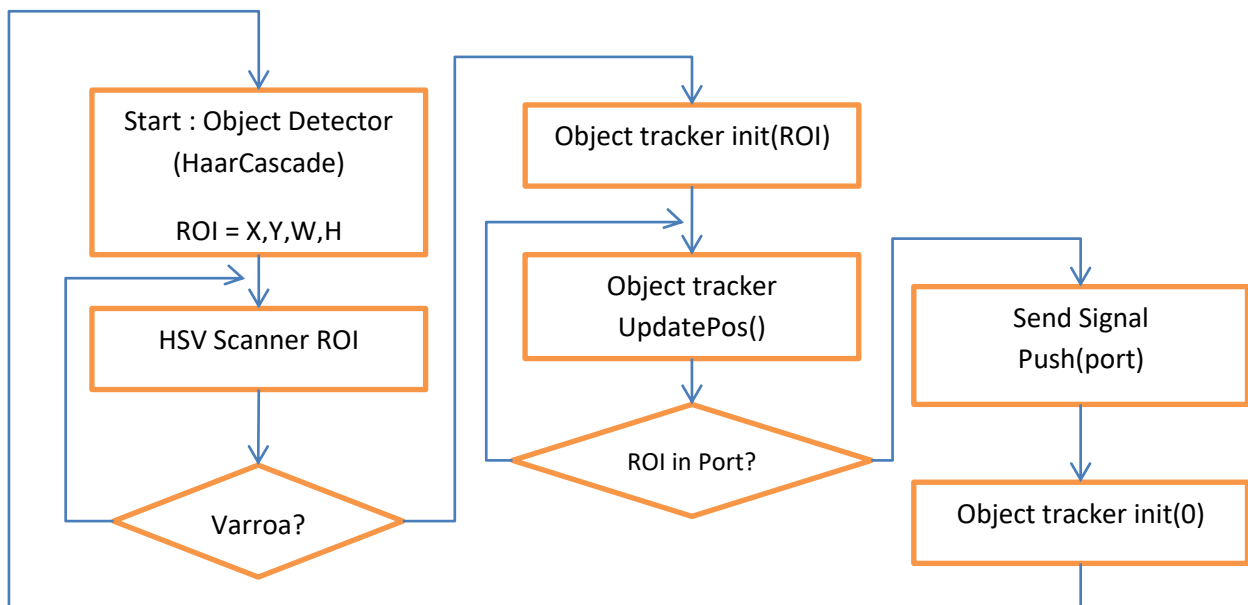 Start : Object Detector
(HaarCascade)
ROI = X,Y,W,H
HSV Scanner ROI
Varroa?
Object tracker init(ROI)
Object tracker
UpdatePos()
ROI in Port?
Send Signal
Push(port)
Object tracker init(0)